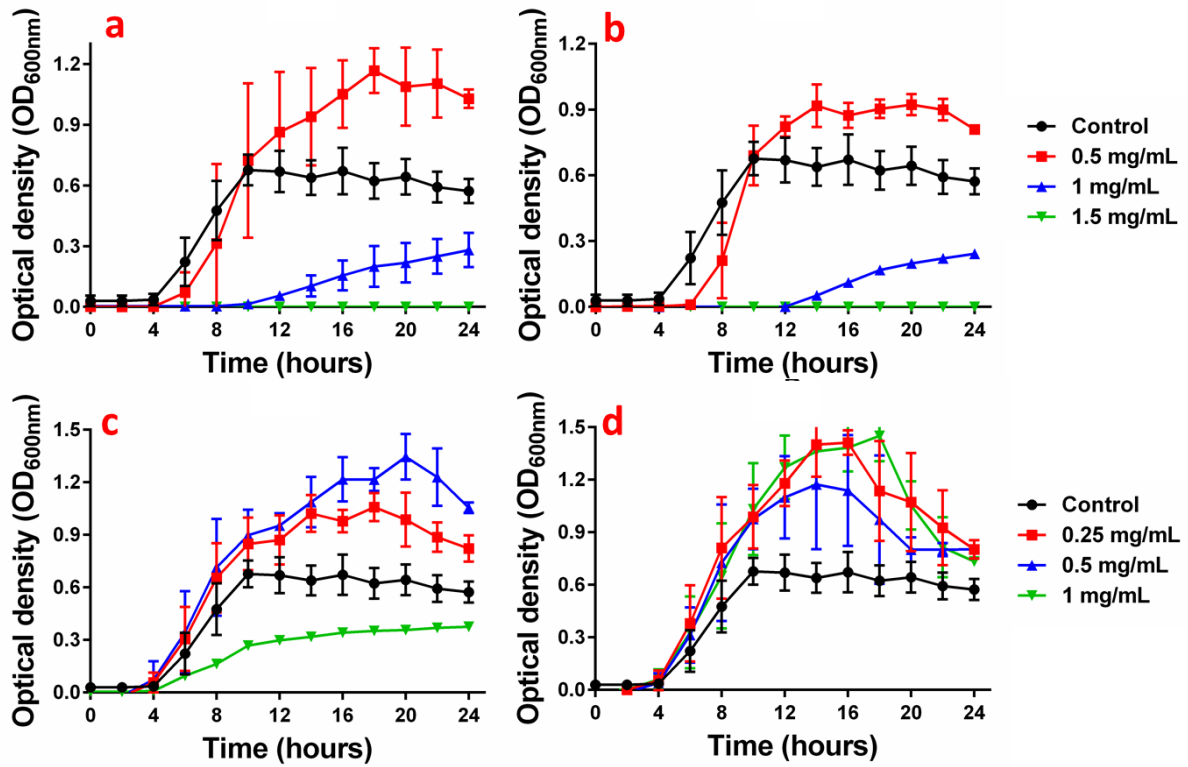 a
Optical density (OD600nm)
1.2
0.9
0.6
0.3
0.0
0 4 8 12 16 20 24
Time (hours)
b
Optical density (OD600nm)
1.2
0.9
0.6
0.3
0.0
0 4 8 12 16 20 24
Time (hours)
Control
0.5 mg/mL
1 mg/mL
1.5 mg/mL
c
Optical density (OD600nm)
1.5
1.2
0.9
0.6
0.3
0.0
0 4 8 12 16 20 24
Time (hours)
d
Optical density (OD600nm)
1.5
1.2
0.9
0.6
0.3
0.0
0 4 8 12 16 20 24
Time (hours)
Control
0.25 mg/mL
0.5 mg/mL
1 mg/mL